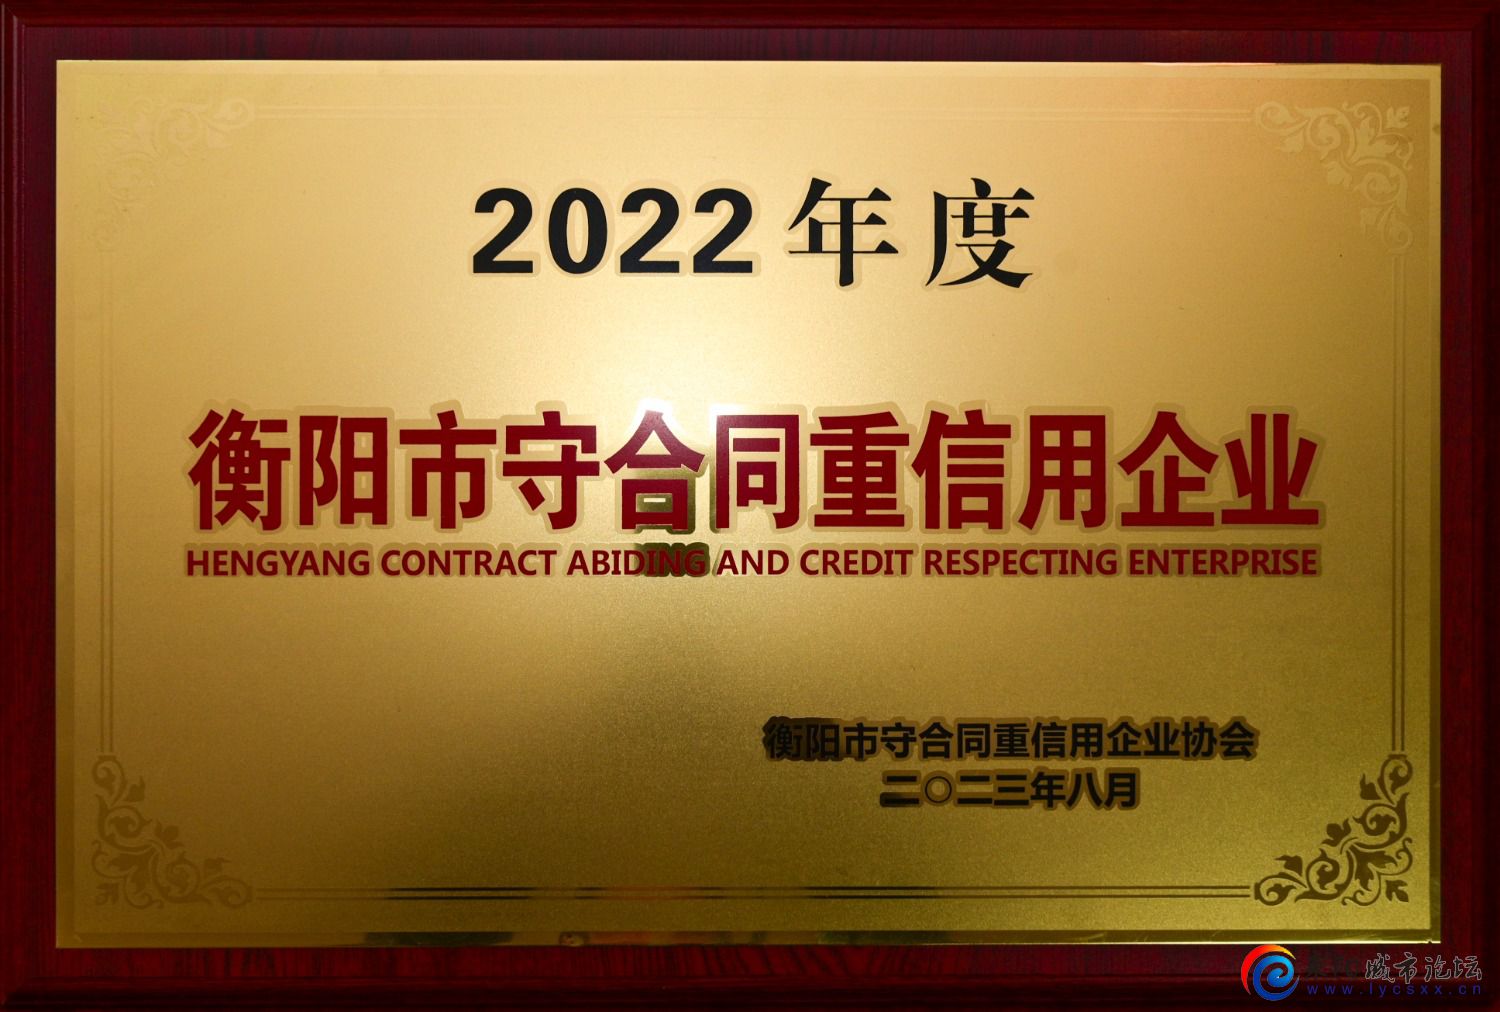 2022年度
衡阳市守合同重信用企业
HENGYANG CONTRACT ABIDING AND CREDIT RESPECTING ENTERPRISE
衡阳市守合同重信用企业协会
二〇二三年八月
城市论坛
www.lycsxx.cn